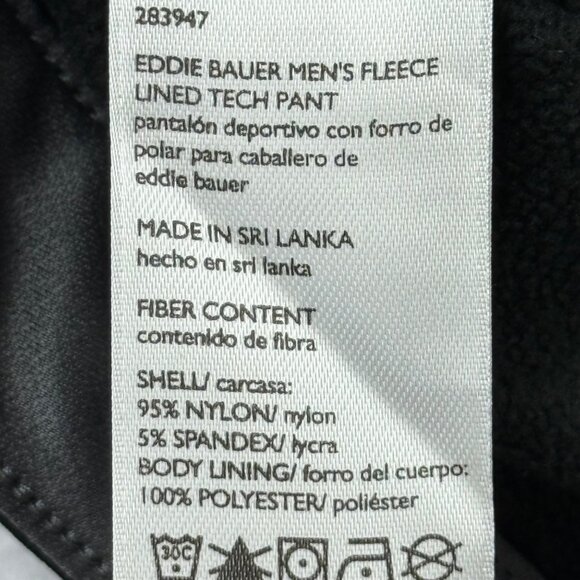 283947
EDDIE BAUER MEN'S FLEECE
LINED TECH PANT
pantalón deportivo con forro de
polar para caballero de
eddie bauer
MADE IN SRI LANKA
hecho en sri lanka
FIBER CONTENT
contenido de fibra
SHELL/ carcasa:
95% NYLON/ nylon
5% SPANDEX/ lycra
BODY LINING/ forro del cuerpo:
100% POLYESTER/ poliéster
30C